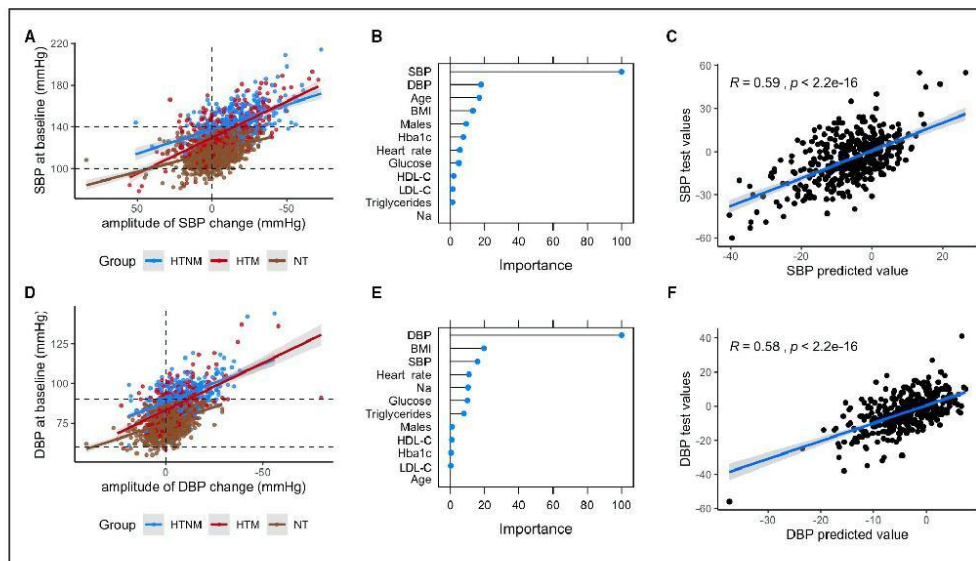 A
SBP at baseline (mmHg)
220
180
140
100
50
0
-50
amplitude of SBP change (mmHg)
Group HTNM HTM NT
B
SBP
DBP
Age
BMI
Males
Hba1c
Heart rate
Glucose
HDL-C
LDL-C
Triglycerides
Na
0 20 40 60 80 100
Importance
C
R = 0.59 , p < 2.2e-16
SBP test values
60
30
0
-30
-60
-40 -20 0 20
SBP predicted value
D
DBP at baseline (mmHg)
125
100
75
0
-50
amplitude of DBP change (mmHg)
Group HTNM HTM NT
E
DBP
BMI
SBP
Heart rate
Na
Glucose
Triglycerides
Males
HDL-C
Hba1c
LDL-C
Age
0 20 40 60 80 100
Importance
F
R = 0.58 , p < 2.2e-16
DBP test values
40
20
0
-20
-40
-60
-30 -20 -10 0
DBP predicted value